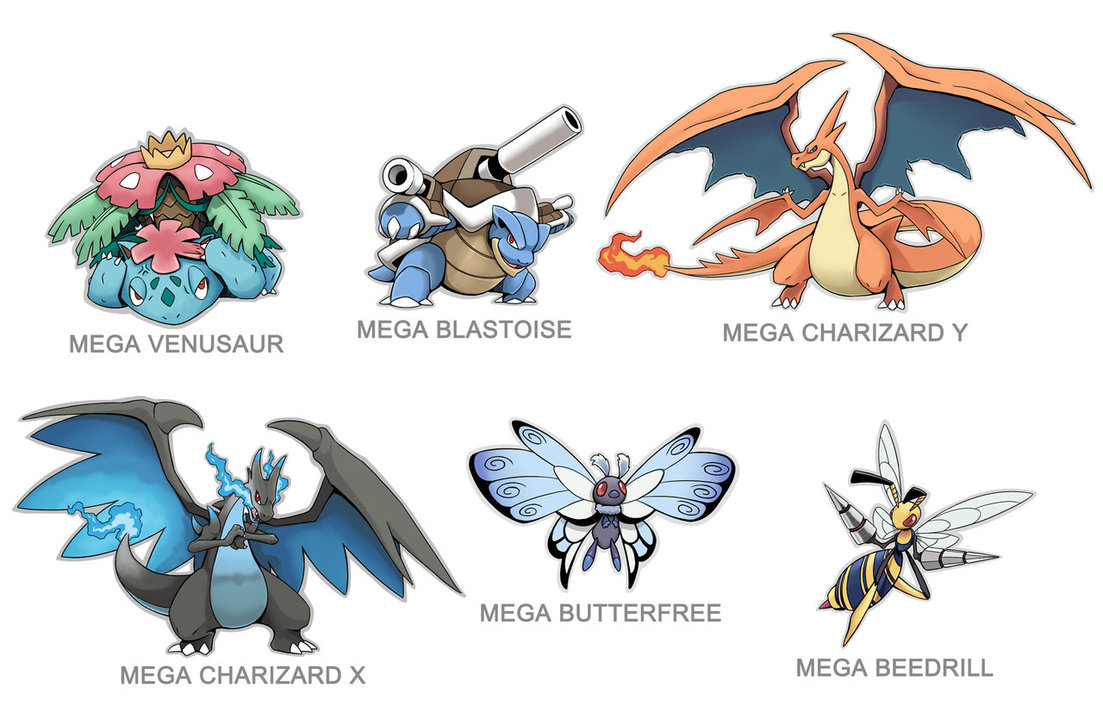 MEGA VENUSAUR
MEGA BLASTOISE
MEGA CHARIZARD Y
MEGA CHARIZARD X
MEGA BUTTERFREE
MEGA BEEDRILL